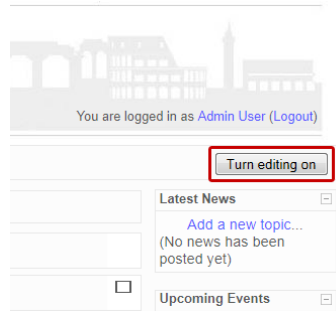 You are logged in as Admin User (Logout)
Turn editing on
Latest News
Add a new topic...
(No news has been
posted yet)
Upcoming Events